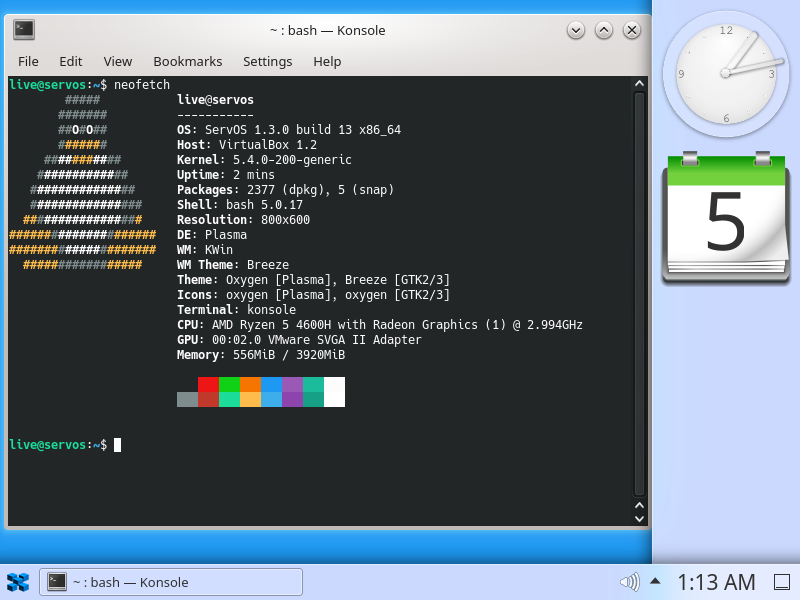 ~ : bash — Konsole
File Edit View Bookmarks Settings Help
live@servos:~$ neofetch
#####
#######
##O#O##
#######
###########
#############
###############
################
###################
#####################
#####################
#################
live@servos
-----------
OS: ServOS 1.3.0 build 13 x86_64
Host: VirtualBox 1.2
Kernel: 5.4.0-200-generic
Uptime: 2 mins
Packages: 2377 (dpkg), 5 (snap)
Shell: bash 5.0.17
Resolution: 800x600
DE: Plasma
WM: KWin
WM Theme: Breeze
Theme: Oxygen [Plasma], Breeze [GTK2/3]
Icons: oxygen [Plasma], oxygen [GTK2/3]
Terminal: konsole
CPU: AMD Ryzen 5 4600H with Radeon Graphics (1) @ 2.994GHz
GPU: 00:02.0 VMware SVGA II Adapter
Memory: 556MiB / 3920MiB
live@servos:~$
12
9 3
6
5
~ : bash — Konsole
1:13 AM